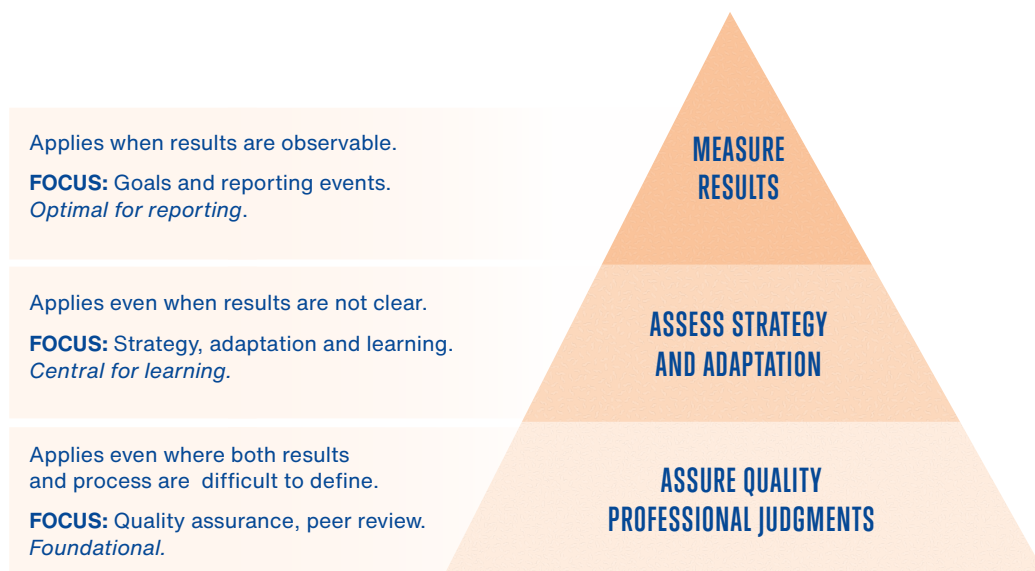 Applies when results are observable.
FOCUS: Goals and reporting events.
Optimal for reporting.
MEASURE
RESULTS
Applies even when results are not clear.
FOCUS: Strategy, adaptation and learning.
Central for learning.
ASSESS STRATEGY
AND ADAPTATION
Applies even where both results
and process are  difficult to define.
FOCUS: Quality assurance, peer review.
Foundational.
ASSURE QUALITY
PROFESSIONAL JUDGMENTS